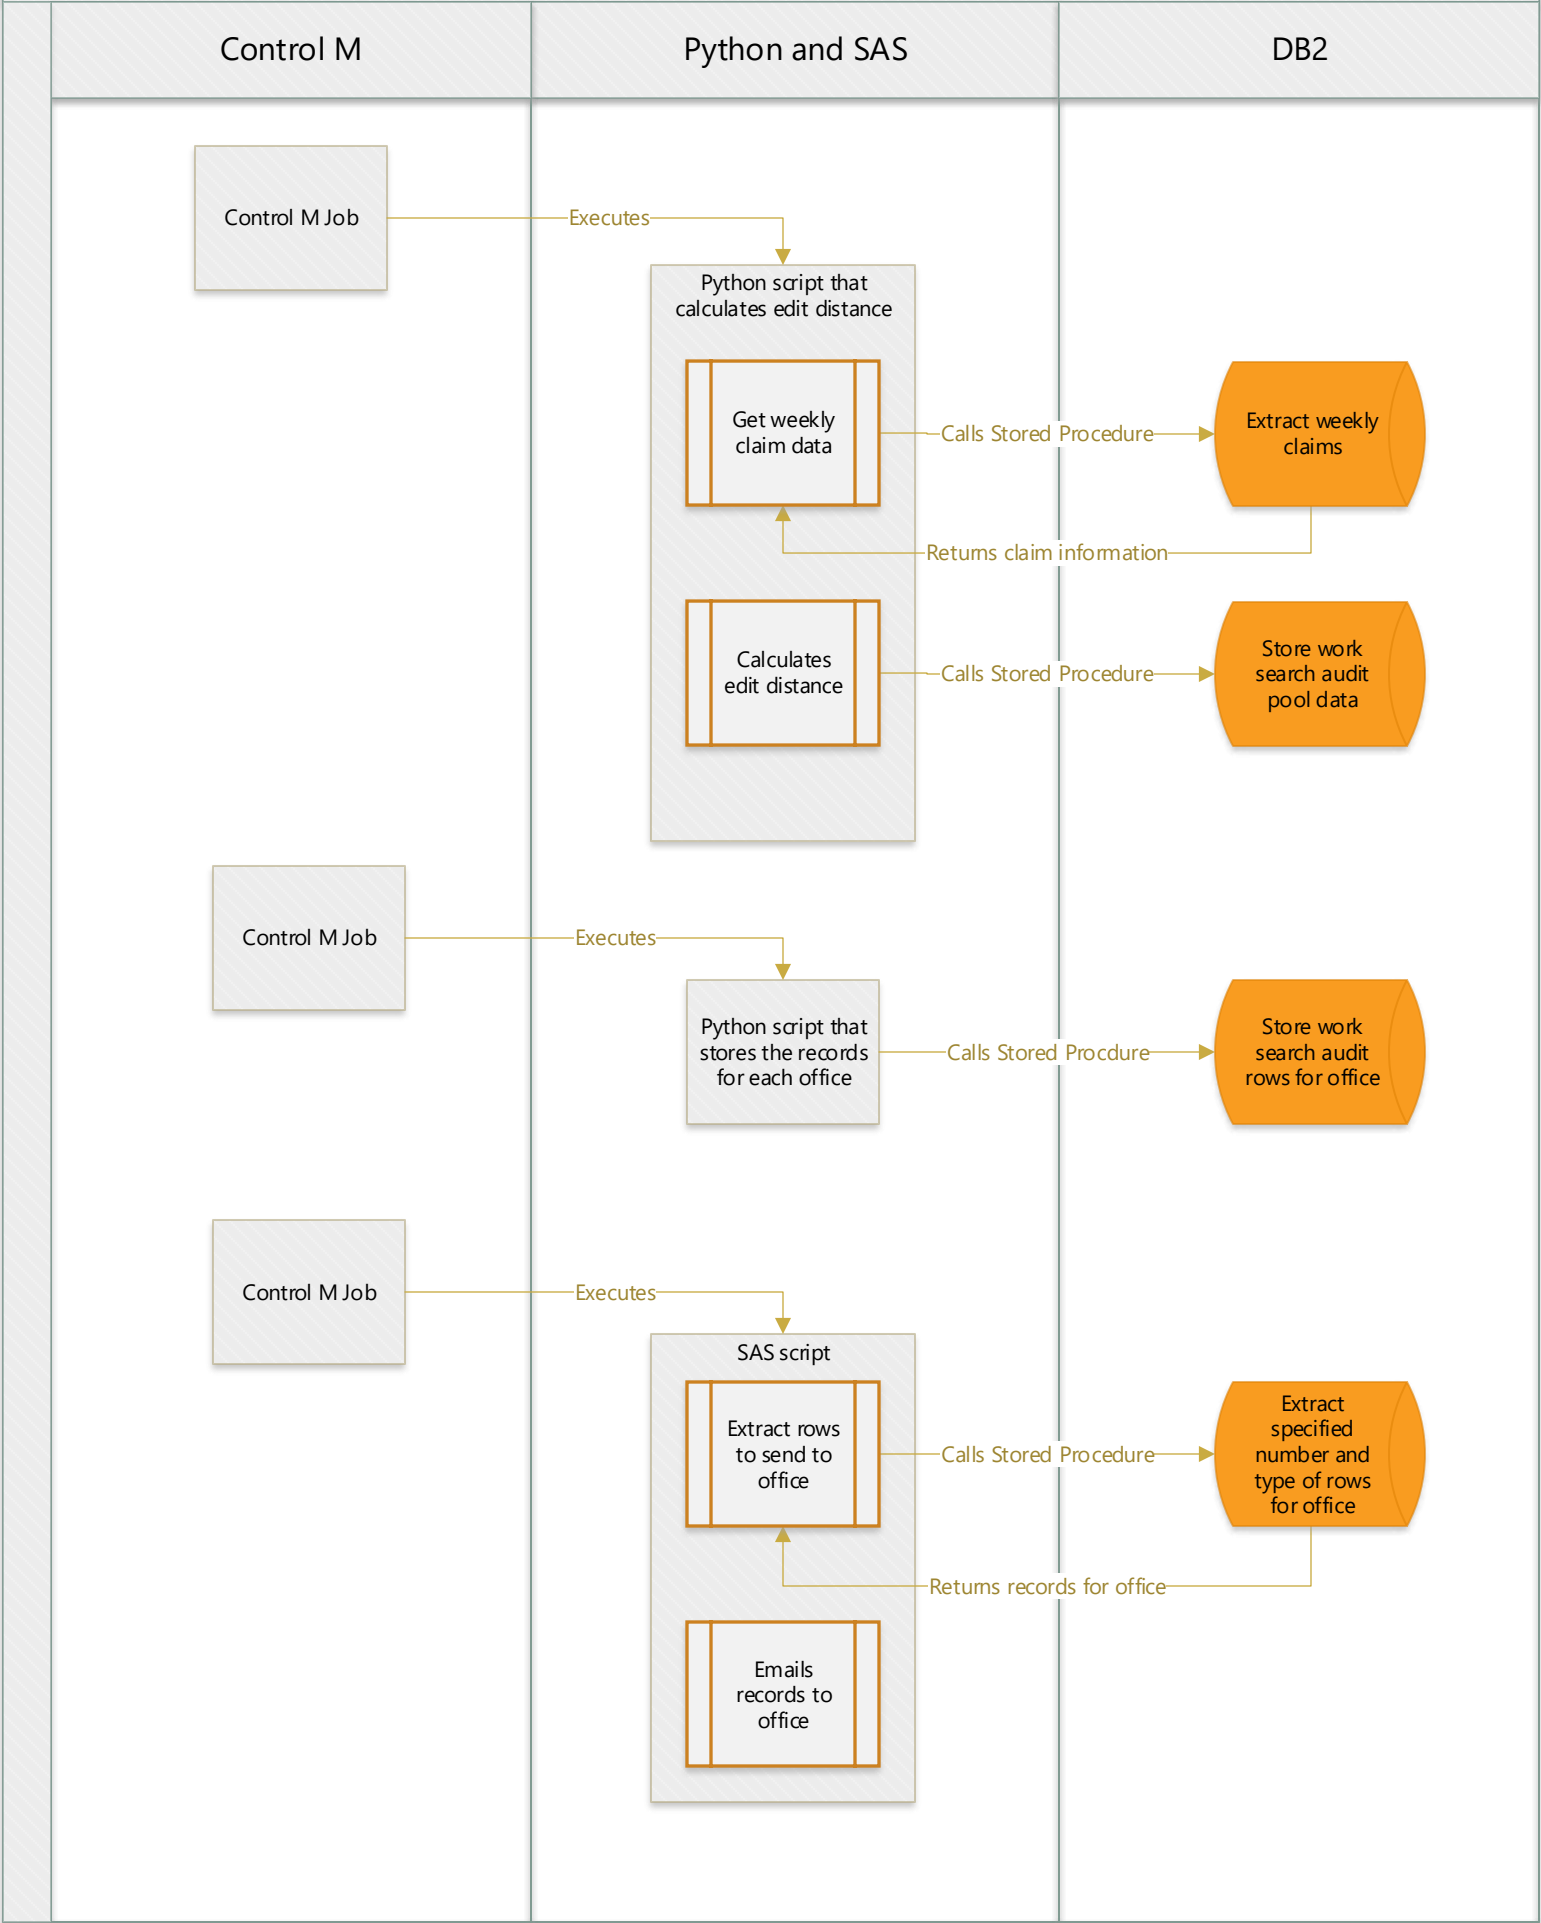 Control M
Python and SAS
DB2
Control M Job
Executes
Python script that
calculates edit distance
Get weekly
claim data
Calls Stored Procedure
Extract weekly
claims
Returns claim information
Calculates
edit distance
Calls Stored Procedure
Store work
search audit
pool data
Control M Job
Executes
Python script that
stores the records
for each office
Calls Stored Procdure
Store work
search audit
rows for office
Control M Job
Executes
SAS script
Extract rows
to send to
office
Calls Stored Procedure
Extract
specified
number and
type of rows
for office
Returns records for office
Emails
records to
office